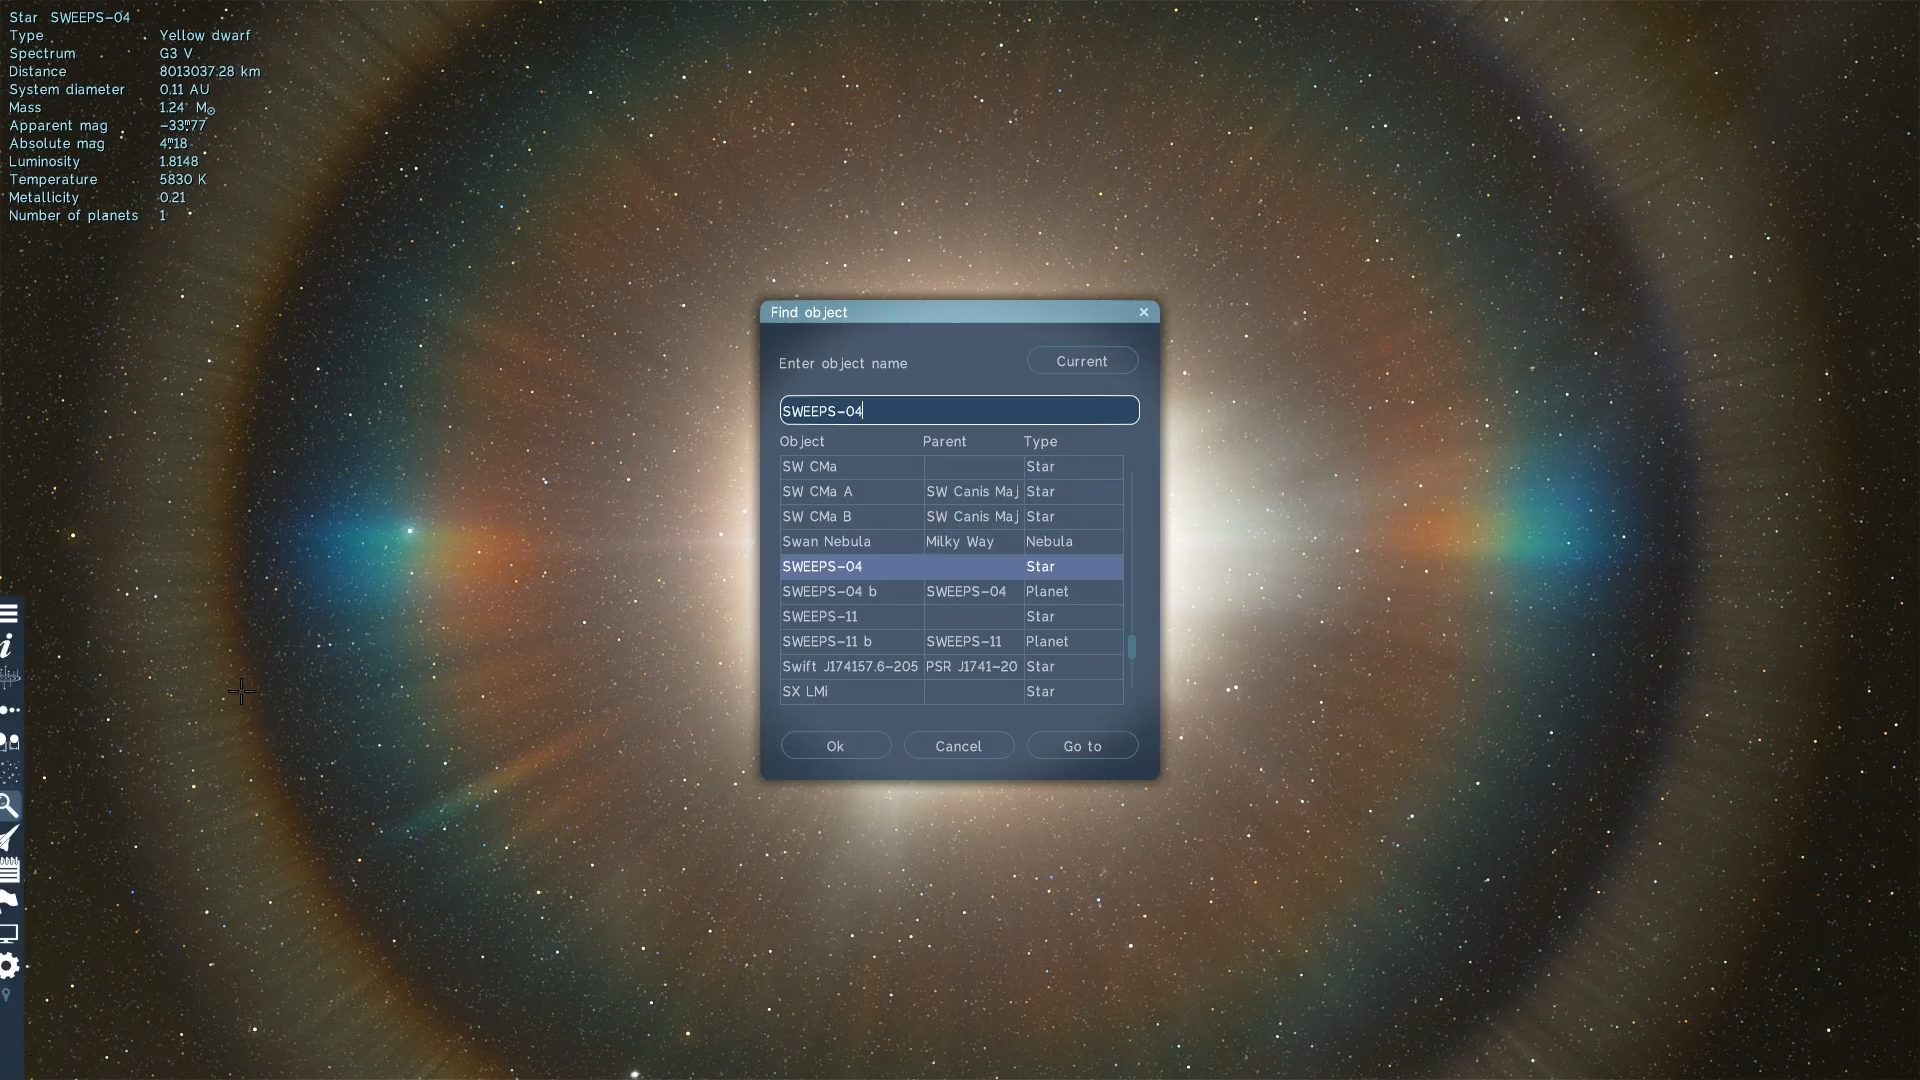 Star SWEEPS-04
Type Yellow dwarf
Spectrum G3 V
Distance 8013037.28 km
System diameter 0.11 AU
Mass 1.24 M☉
Apparent mag -33ᵐ.77
Absolute mag 4ᵐ.18
Luminosity 1.8148
Temperature 5830 K
Metallicity 0.21
Number of planets 1
Find object
Enter object name Current
SWEEPS-04
Object Parent Type
SW CMa Star
SW CMa A SW Canis Maj Star
SW CMa B SW Canis Maj Star
Swan Nebula Milky Way Nebula
SWEEPS-04 Star
SWEEPS-04 b SWEEPS-04 Planet
SWEEPS-11 Star
SWEEPS-11 b SWEEPS-11 Planet
Swift J174157.6-205 PSR J1741-20 Star
SX LMi Star
Ok Cancel Go to